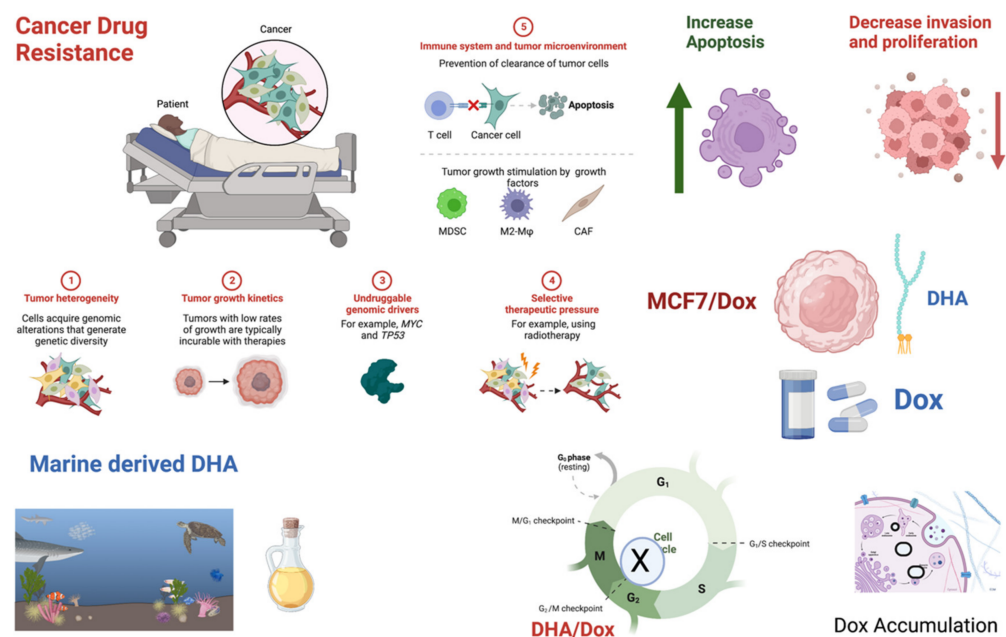 Cancer Drug
Resistance
Cancer
Patient
5
Immune system and tumor microenvironment
Prevention of clearance of tumor cells
Apoptosis
T cell
Cancer cell
Tumor growth stimulation by growth
factors
MDSC
M2-Mφ
CAF
Increase
Apoptosis
Decrease invasion
and proliferation
1
Tumor heterogeneity
Cells acquire genomic
alterations that generate
genetic diversity
2
Tumor growth kinetics
Tumors with low rates
of growth are typically
incurable with therapies
3
Undruggable
genomic drivers
For example, MYC
and TP53
4
Selective
therapeutic pressure
For example, using
radiotherapy
MCF7/Dox
DHA
Dox
Marine derived DHA
G₀ phase
(resting)
G₁
M/G₁ checkpoint
Cell
G₁/S checkpoint
M
X
S
G₂
G₂/M checkpoint
DHA/Dox
Dox Accumulation